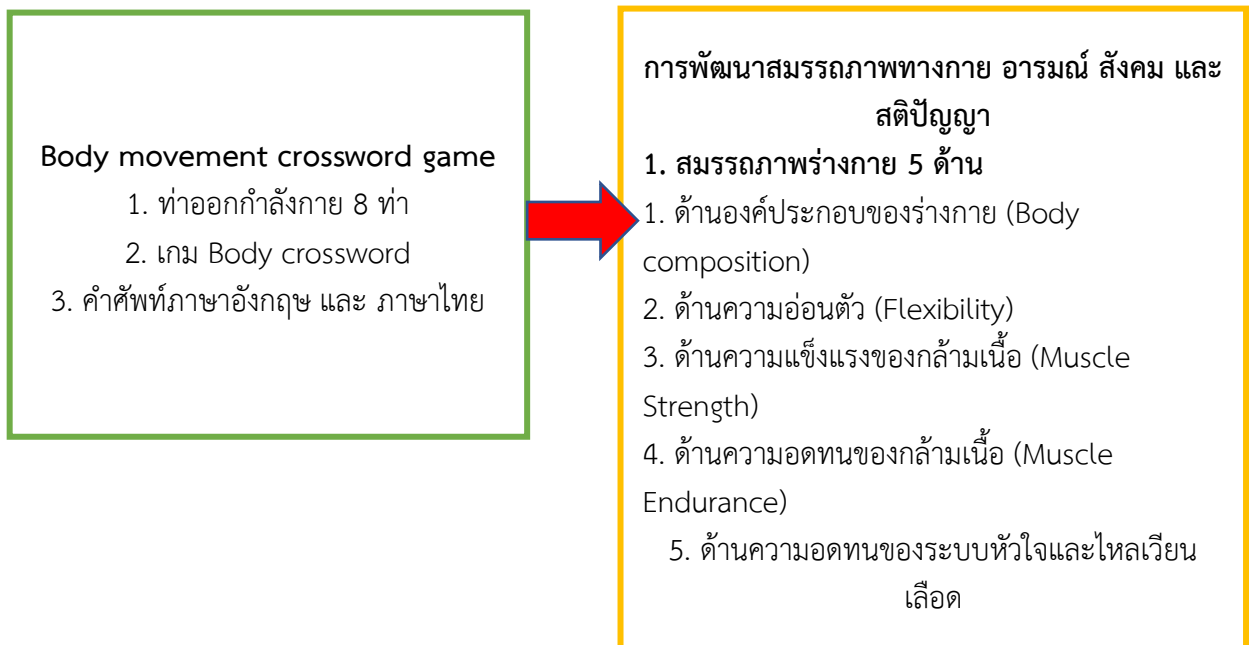 Body movement crossword game
1. ท่าออกกำลังกาย 8 ท่า
2. เกม Body crossword
3. คำศัพท์ภาษาอังกฤษ และ ภาษาไทย
การพัฒนาสมรรถภาพทางกาย อารมณ์ สังคม และ
สติปัญญา
1. สมรรถภาพร่างกาย 5 ด้าน
1. ด้านองค์ประกอบของร่างกาย (Body
composition)
2. ด้านความอ่อนตัว (Flexibility)
3. ด้านความแข็งแรงของกล้ามเนื้อ (Muscle
Strength)
4. ด้านความอดทนของกล้ามเนื้อ (Muscle
Endurance)
5. ด้านความอดทนของระบบหัวใจและไหลเวียน
เลือด